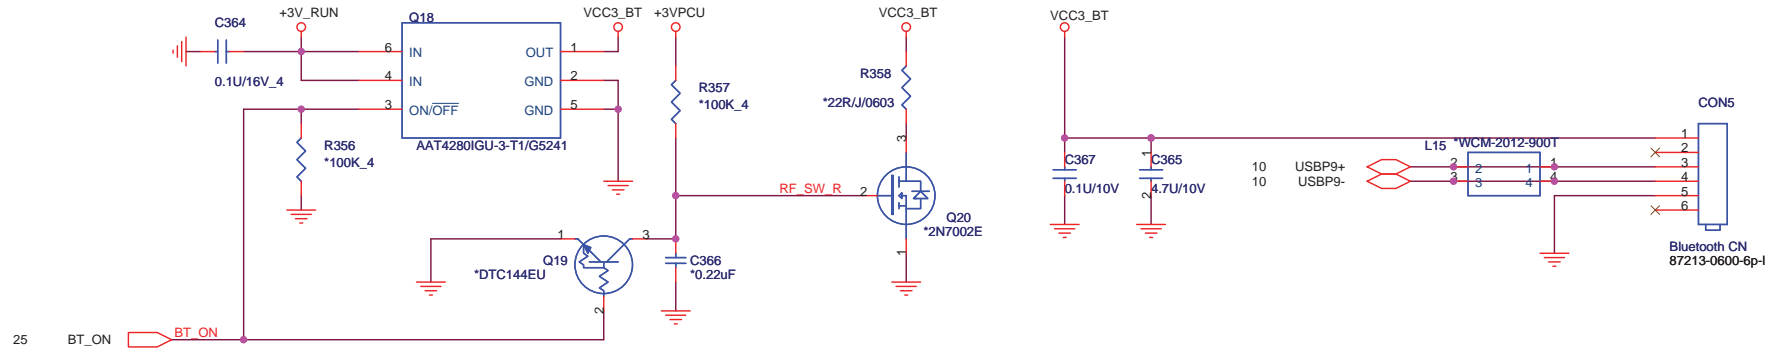 C364
+3V_RUN
0.1U/16V_4
Q18
6 IN
4 IN
3 ON/OFF
OUT 1
GND 2
GND 5
AAT4280IGU-3-T1/G5241
VCC3_BT
R356
*100K_4
+3VPCU
R357
*100K_4
RF_SW_R
1
3
Q19
*DTC144EU
2
C366
*0.22uF
25 BT_ON
BT_ON
VCC3_BT
R358
*22R/J/0603
3
2
Q20
*2N7002E
1
VCC3_BT
C367
0.1U/10V
1
C365
4.7U/10V
2
10 USBP9+
10 USBP9-
L15
*WCM-2012-900T
2 2 1 1
3 3 4 4
CON5
1
2
3
4
5
6
Bluetooth CN
87213-0600-6p-l